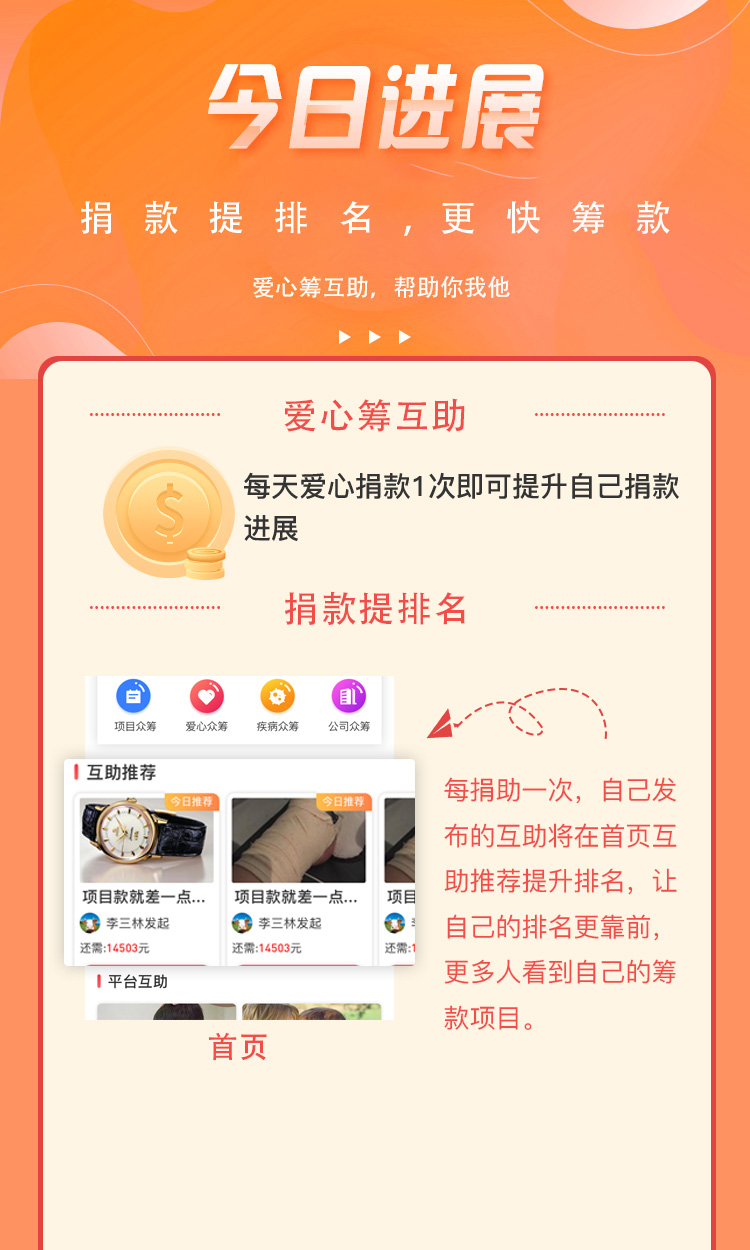 今日进展
捐款提排名,更快筹款
爱心筹互助，帮助你我他
爱心筹互助
每天爱心捐款1次即可提升自己捐款
进展
捐款提排名
项目众筹 爱心众筹 疾病众筹 公司众筹
互助推荐
今日推荐 今日推荐
项目款就差一点... 项目款就差一点... 项目
李三林发起 李三林发起
还需:14503元 还需:14503元 还需:1
平台互助
首页
每捐助一次，自己发
布的互助将在首页互
助推荐提升排名，让
自己的排名更靠前，
更多人看到自己的筹
款项目。